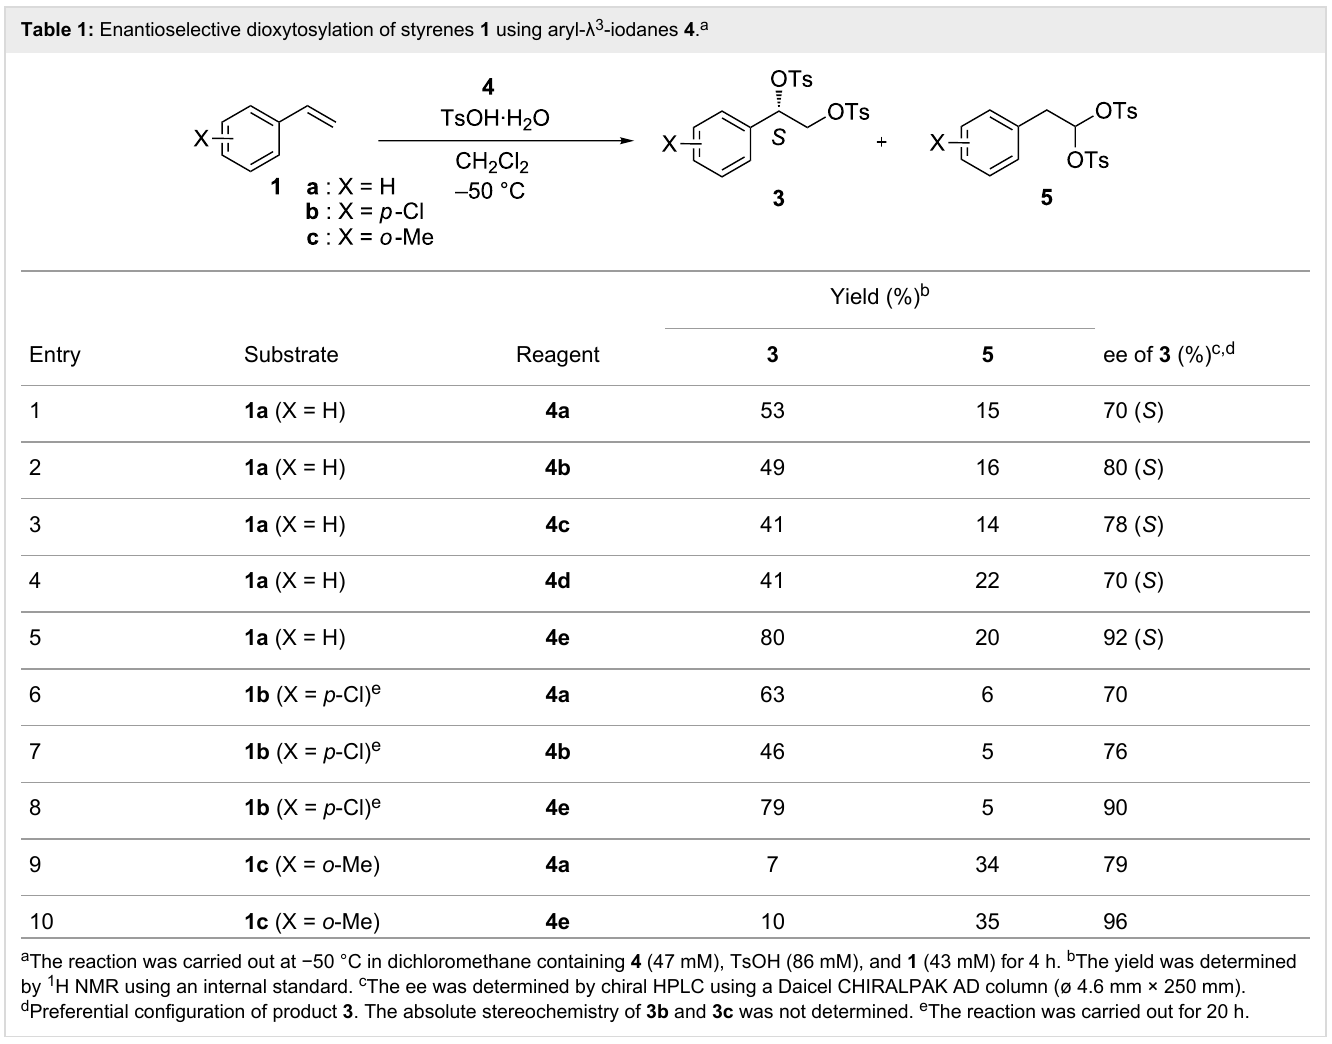 Table 1: Enantioselective dioxytosylation of styrenes 1 using aryl-λ³-iodanes 4.ᵃ
4
TsOH·H₂O
CH₂Cl₂
–50 °C
X
1 a : X = H
b : X = p-Cl
c : X = o-Me
OTs
OTs
S
X
3
+
OTs
OTs
X
5
Yield (%)ᵇ
Entry Substrate Reagent 3 5 ee of 3 (%)ᶜ,ᵈ
1 1a (X = H) 4a 53 15 70 (S)
2 1a (X = H) 4b 49 16 80 (S)
3 1a (X = H) 4c 41 14 78 (S)
4 1a (X = H) 4d 41 22 70 (S)
5 1a (X = H) 4e 80 20 92 (S)
6 1b (X = p-Cl)ᵉ 4a 63 6 70
7 1b (X = p-Cl)ᵉ 4b 46 5 76
8 1b (X = p-Cl)ᵉ 4e 79 5 90
9 1c (X = o-Me) 4a 7 34 79
10 1c (X = o-Me) 4e 10 35 96
ᵃThe reaction was carried out at −50 °C in dichloromethane containing 4 (47 mM), TsOH (86 mM), and 1 (43 mM) for 4 h. ᵇThe yield was determined
by ¹H NMR using an internal standard. ᶜThe ee was determined by chiral HPLC using a Daicel CHIRALPAK AD column (ø 4.6 mm × 250 mm).
ᵈPreferential configuration of product 3. The absolute stereochemistry of 3b and 3c was not determined. ᵉThe reaction was carried out for 20 h.